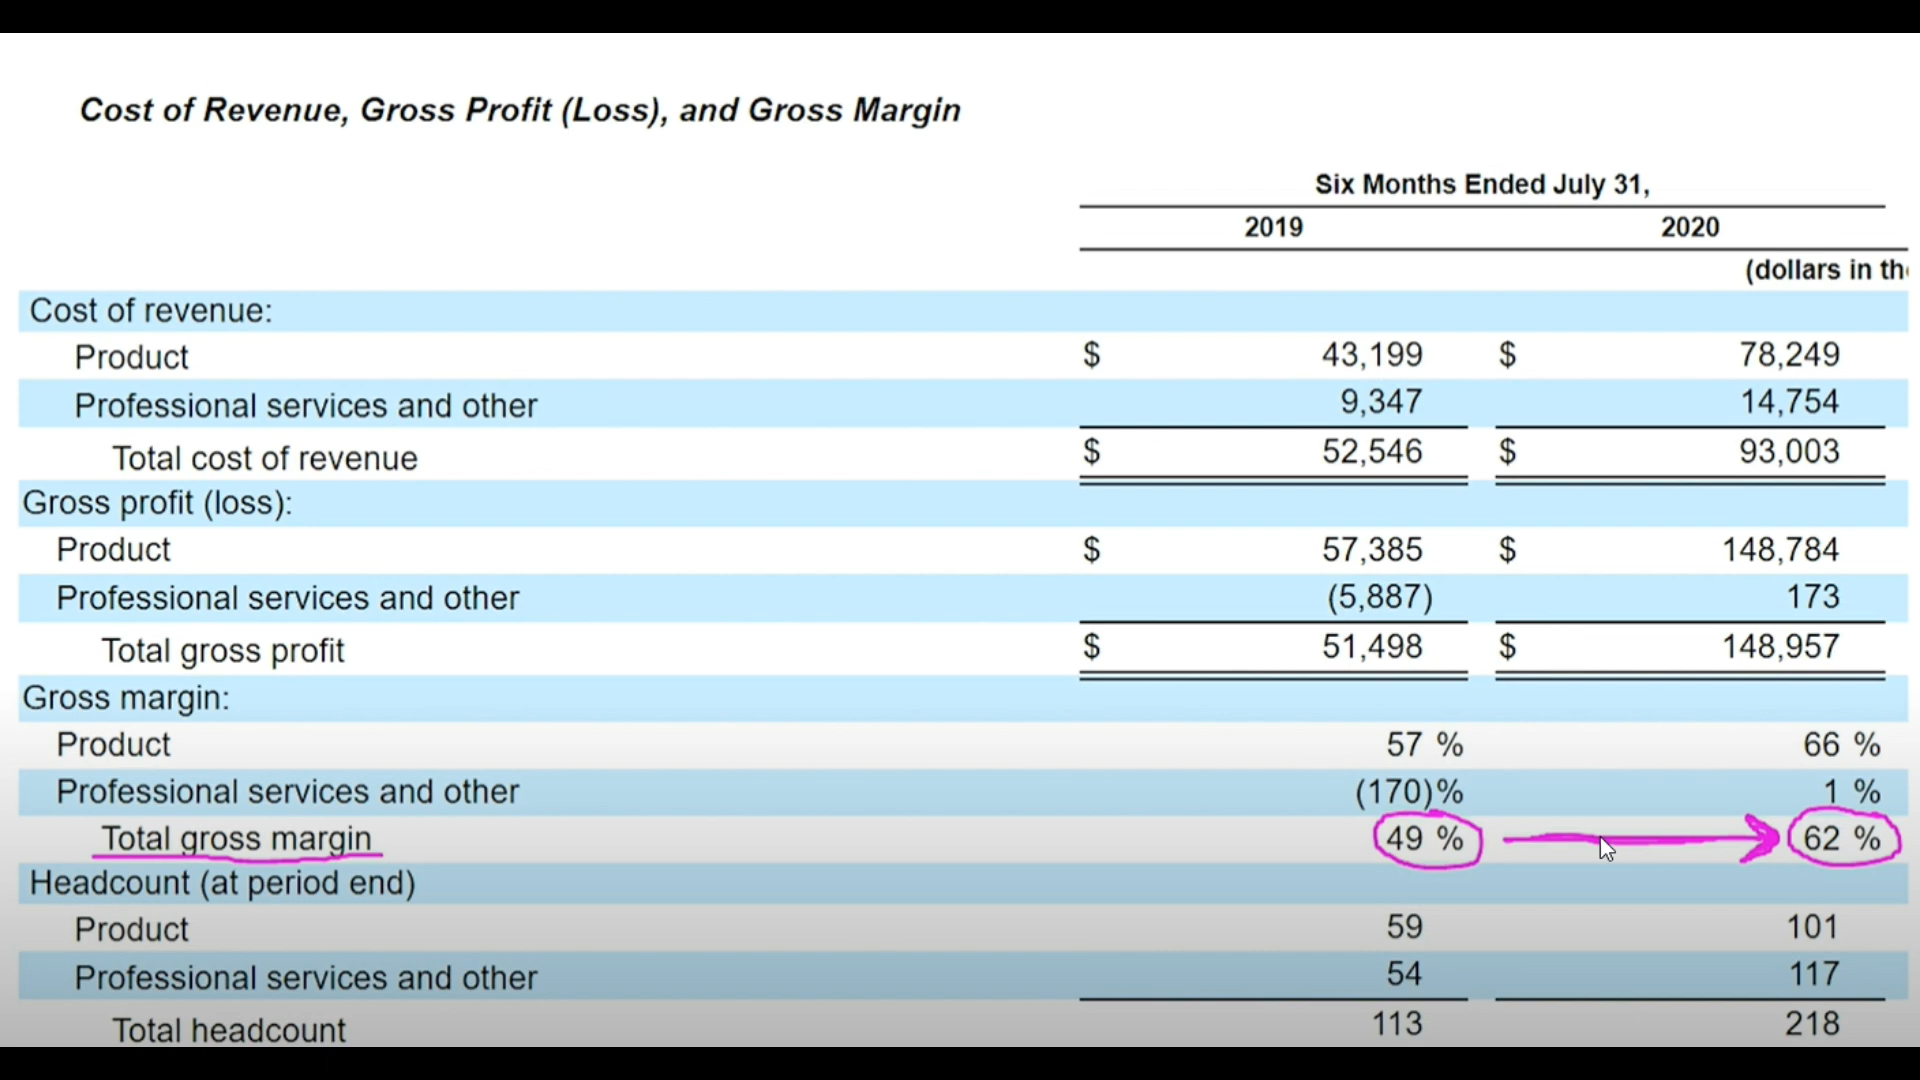 Cost of Revenue, Gross Profit (Loss), and Gross Margin
Six Months Ended July 31,
2019 2020
(dollars in
Cost of revenue:
Product $ 43,199 $ 78,249
Professional services and other 9,347 14,754
Total cost of revenue $ 52,546 $ 93,003
Gross profit (loss):
Product $ 57,385 $ 148,784
Professional services and other (5,887) 173
Total gross profit $ 51,498 $ 148,957
Gross margin:
Product 57 % 66 %
Professional services and other (170)% 1 %
Total gross margin 49 % 62 %
Headcount (at period end)
Product 59 101
Professional services and other 54 117
Total headcount 113 218